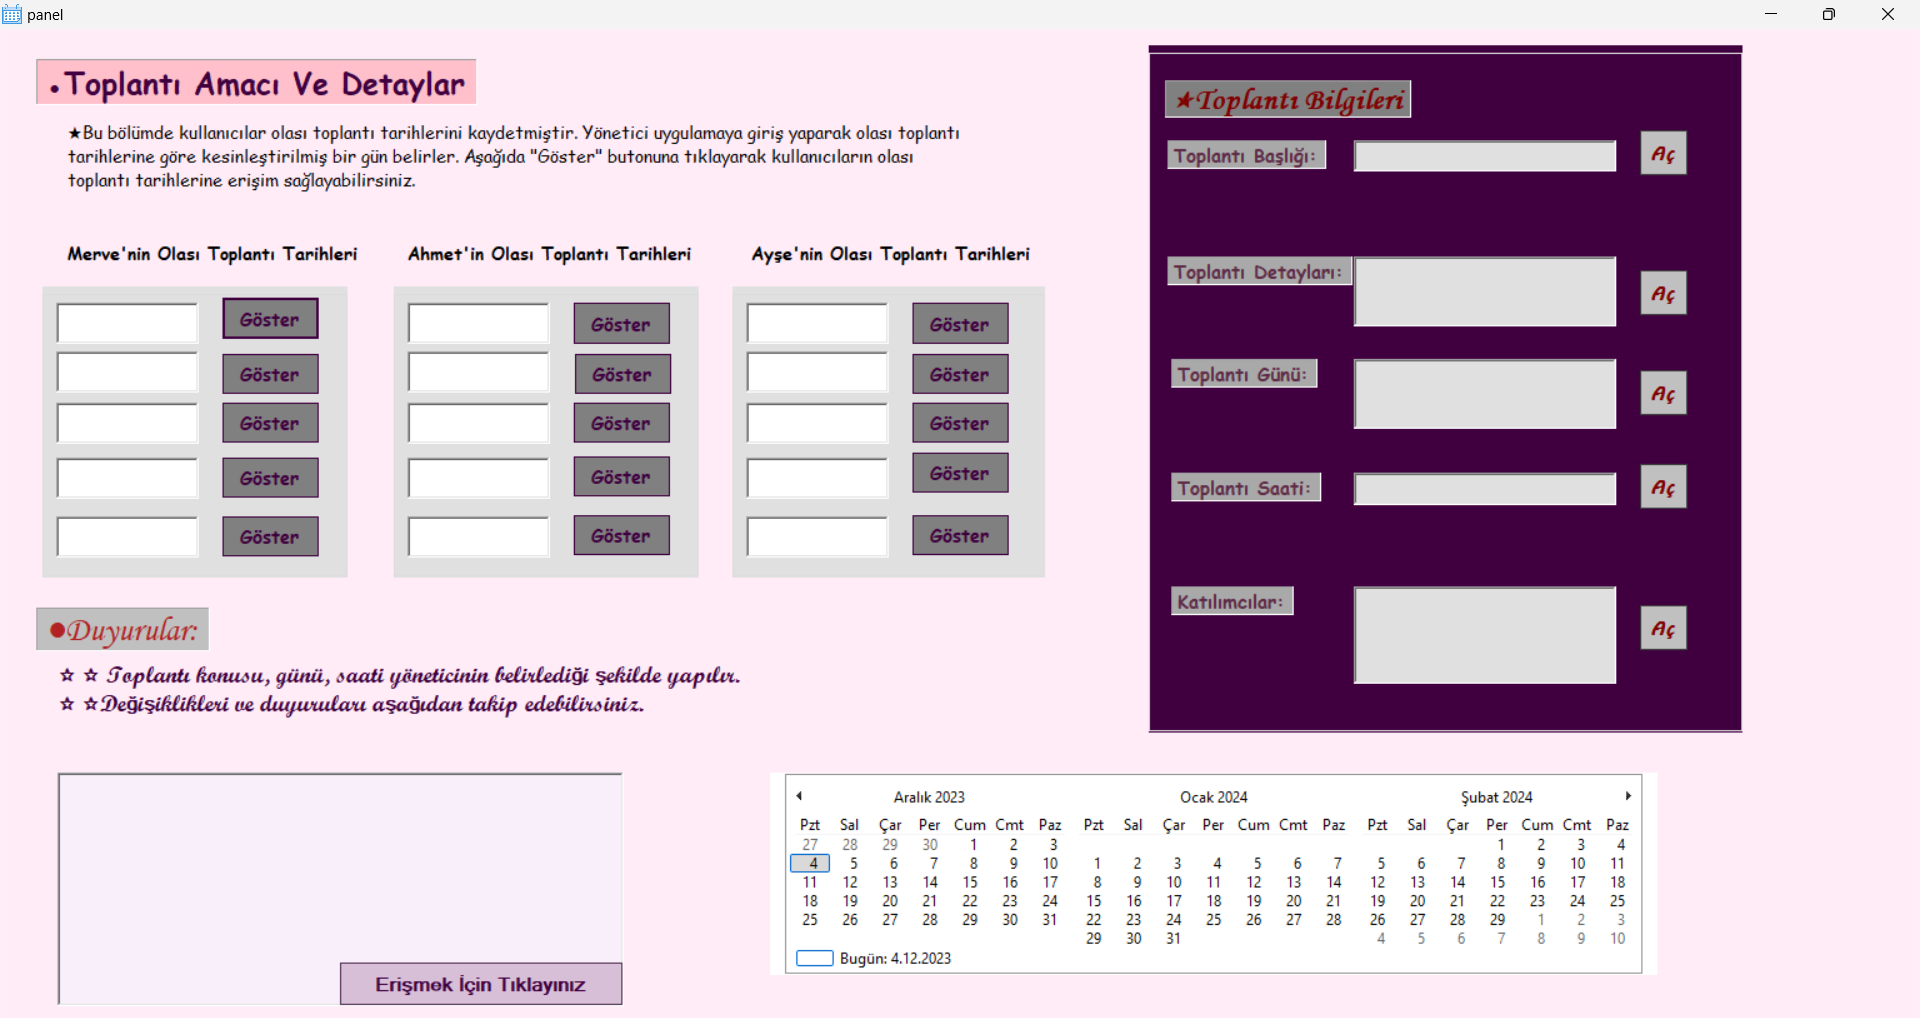 panel
●Toplantı Amacı Ve Detaylar
★Bu bölümde kullanıcılar olası toplantı tarihlerini kaydetmiştir. Yönetici uygulamaya giriş yaparak olası toplantı
tarihlerine göre kesinleştirilmiş bir gün belirler. Aşağıda "Göster" butonuna tıklayarak kullanıcıların olası
toplantı tarihlerine erişim sağlayabilirsiniz.
Merve'nin Olası Toplantı Tarihleri
Göster
Göster
Göster
Göster
Göster
Ahmet'in Olası Toplantı Tarihleri
Göster
Göster
Göster
Göster
Göster
Ayşe'nin Olası Toplantı Tarihleri
Göster
Göster
Göster
Göster
Göster
★Toplantı Bilgileri
Toplantı Başlığı: Aç
Toplantı Detayları: Aç
Toplantı Günü: Aç
Toplantı Saati: Aç
Katılımcılar: Aç
●Duyurular:
☆ ☆ Toplantı konusu, günü, saati yöneticinin belirlediği şekilde yapılır.
☆ ☆Değişiklikleri ve duyuruları aşağıdan takip edebilirsiniz.
Erişmek İçin Tıklayınız
Aralık 2023
Pzt Sal Çar Per Cum Cmt Paz
27 28 29 30 1 2 3
4 5 6 7 8 9 10
11 12 13 14 15 16 17
18 19 20 21 22 23 24
25 26 27 28 29 30 31
Ocak 2024
Pzt Sal Çar Per Cum Cmt Paz
1 2 3 4 5 6 7
8 9 10 11 12 13 14
15 16 17 18 19 20 21
22 23 24 25 26 27 28
29 30 31
Şubat 2024
Pzt Sal Çar Per Cum Cmt Paz
1 2 3 4
5 6 7 8 9 10 11
12 13 14 15 16 17 18
19 20 21 22 23 24 25
26 27 28 29 1 2 3
4 5 6 7 8 9 10
Bugün: 4.12.2023